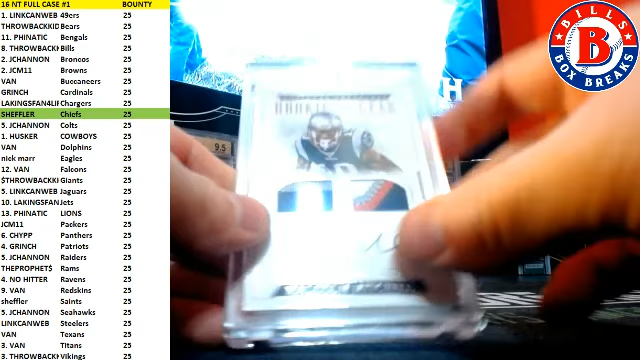 16 NT FULL CASE #1 BOUNTY
1. LINKCANWEB 49ers 25
THROWBACKKID Bears 25
11. PHINATIC Bengals 25
8. THROWBACKK Bills 25
2. JCHANNON Broncos 25
2. JCM11 Browns 25
VAN Buccaneers 25
GRINCH Cardinals 25
LAKINGSFAN4LIF Chargers 25
SHEFFLER Chiefs 25
5. JCHANNON Colts 25
1. HUSKER COWBOYS 25
VAN Dolphins 25
nick marr Eagles 25
12. VAN Falcons 25
$THROWBACKKI Giants 25
5. LINKCANWEB Jaguars 25
10. LAKINGSFAN Jets 25
13. PHINATIC LIONS 25
JCM11 Packers 25
6. CHYPP Panthers 25
4. GRINCH Patriots 25
5. JCHANNON Raiders 25
THEPROPHET$ Rams 25
4. NO HITTER Ravens 25
9. VAN Redskins 25
sheffler Saints 25
5. JCHANNON Seahawks 25
LINKCANWEB Steelers 25
VAN Texans 25
3. VAN Titans 25
3. THROWBACKK Vikings 25
BILLS
B
BOX BREAKS
9.5
ROOKIE